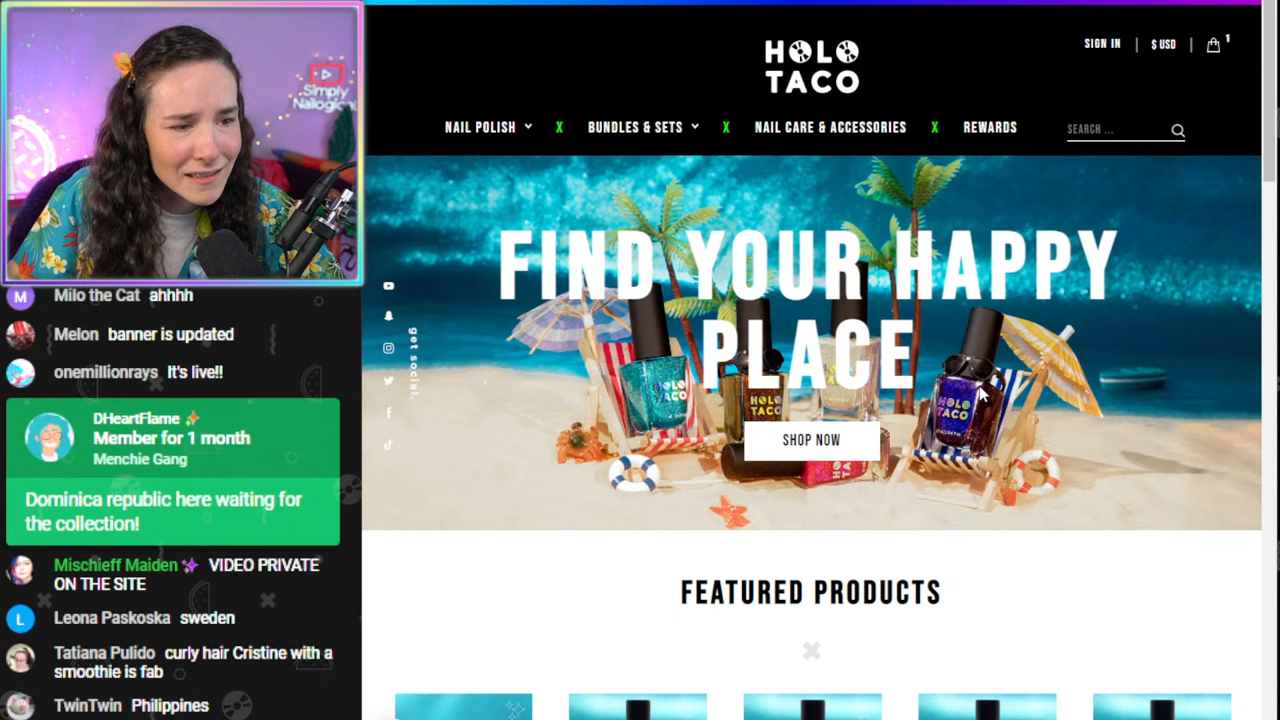 Simply
Nailogical
Milo the Cat ahhhh
Melon banner is updated
onemillionrays It's live!!
DHeartFlame
Member for 1 month
Menchie Gang
Dominica republic here waiting for
the collection!
Mischieff Maiden VIDEO PRIVATE
ON THE SITE
Leona Paskoska sweden
Tatiana Pulido curly hair Cristine with a
smoothie is fab
TwinTwin Philippines
M
L
HOLO
TACO
SIGN IN | $ USD | 1
NAIL POLISH X BUNDLES & SETS X NAIL CARE & ACCESSORIES X REWARDS
SEARCH ...
FIND YOUR HAPPY
PLACE
get social.
HOLO
TACO
HOLO
TACO
HOLO
TACO
SHOP NOW
FEATURED PRODUCTS